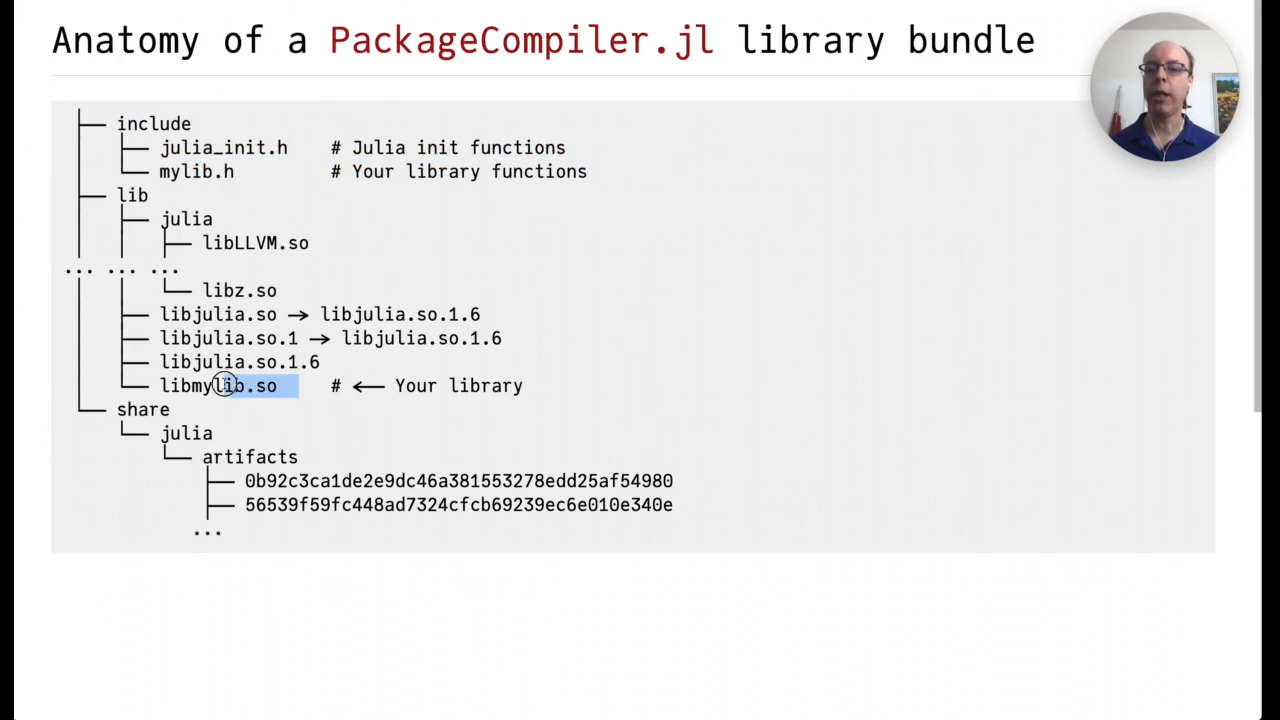 Anatomy of a PackageCompiler.jl library bundle
├── include
├── julia_init.h # Julia init functions
└── mylib.h # Your library functions
├── lib
├── julia
├── libLLVM.so
... ... ...
└── libz.so
├── libjulia.so → libjulia.so.1.6
├── libjulia.so.1 → libjulia.so.1.6
├── libjulia.so.1.6
└── libmylib.so # ⟵ Your library
└── share
└── julia
└── artifacts
├── 0b92c3ca1de2e9dc46a381553278edd25af54980
├── 56539f59fc448ad7324cfcb69239ec6e010e340e
...